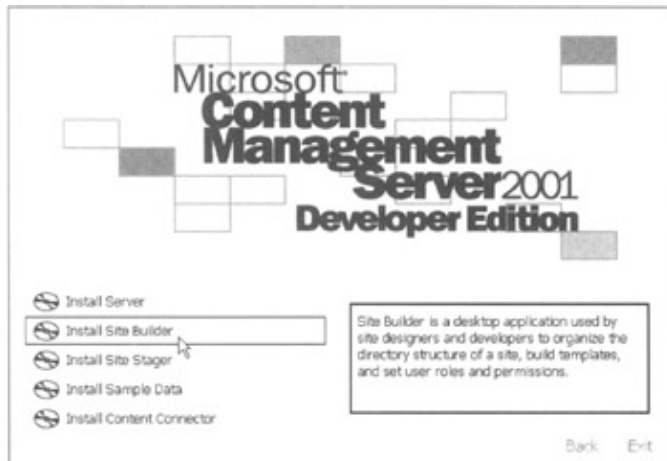 Microsoft
Content
Management
Server 2001
Developer Edition
Install Server
Install Site Builder
Install Site Stager
Install Sample Data
Install Content Connector
Site Builder is a desktop application used by
site designers and developers to organize the
directory structure of a site, build templates,
and set user roles and permissions.
Back Exit